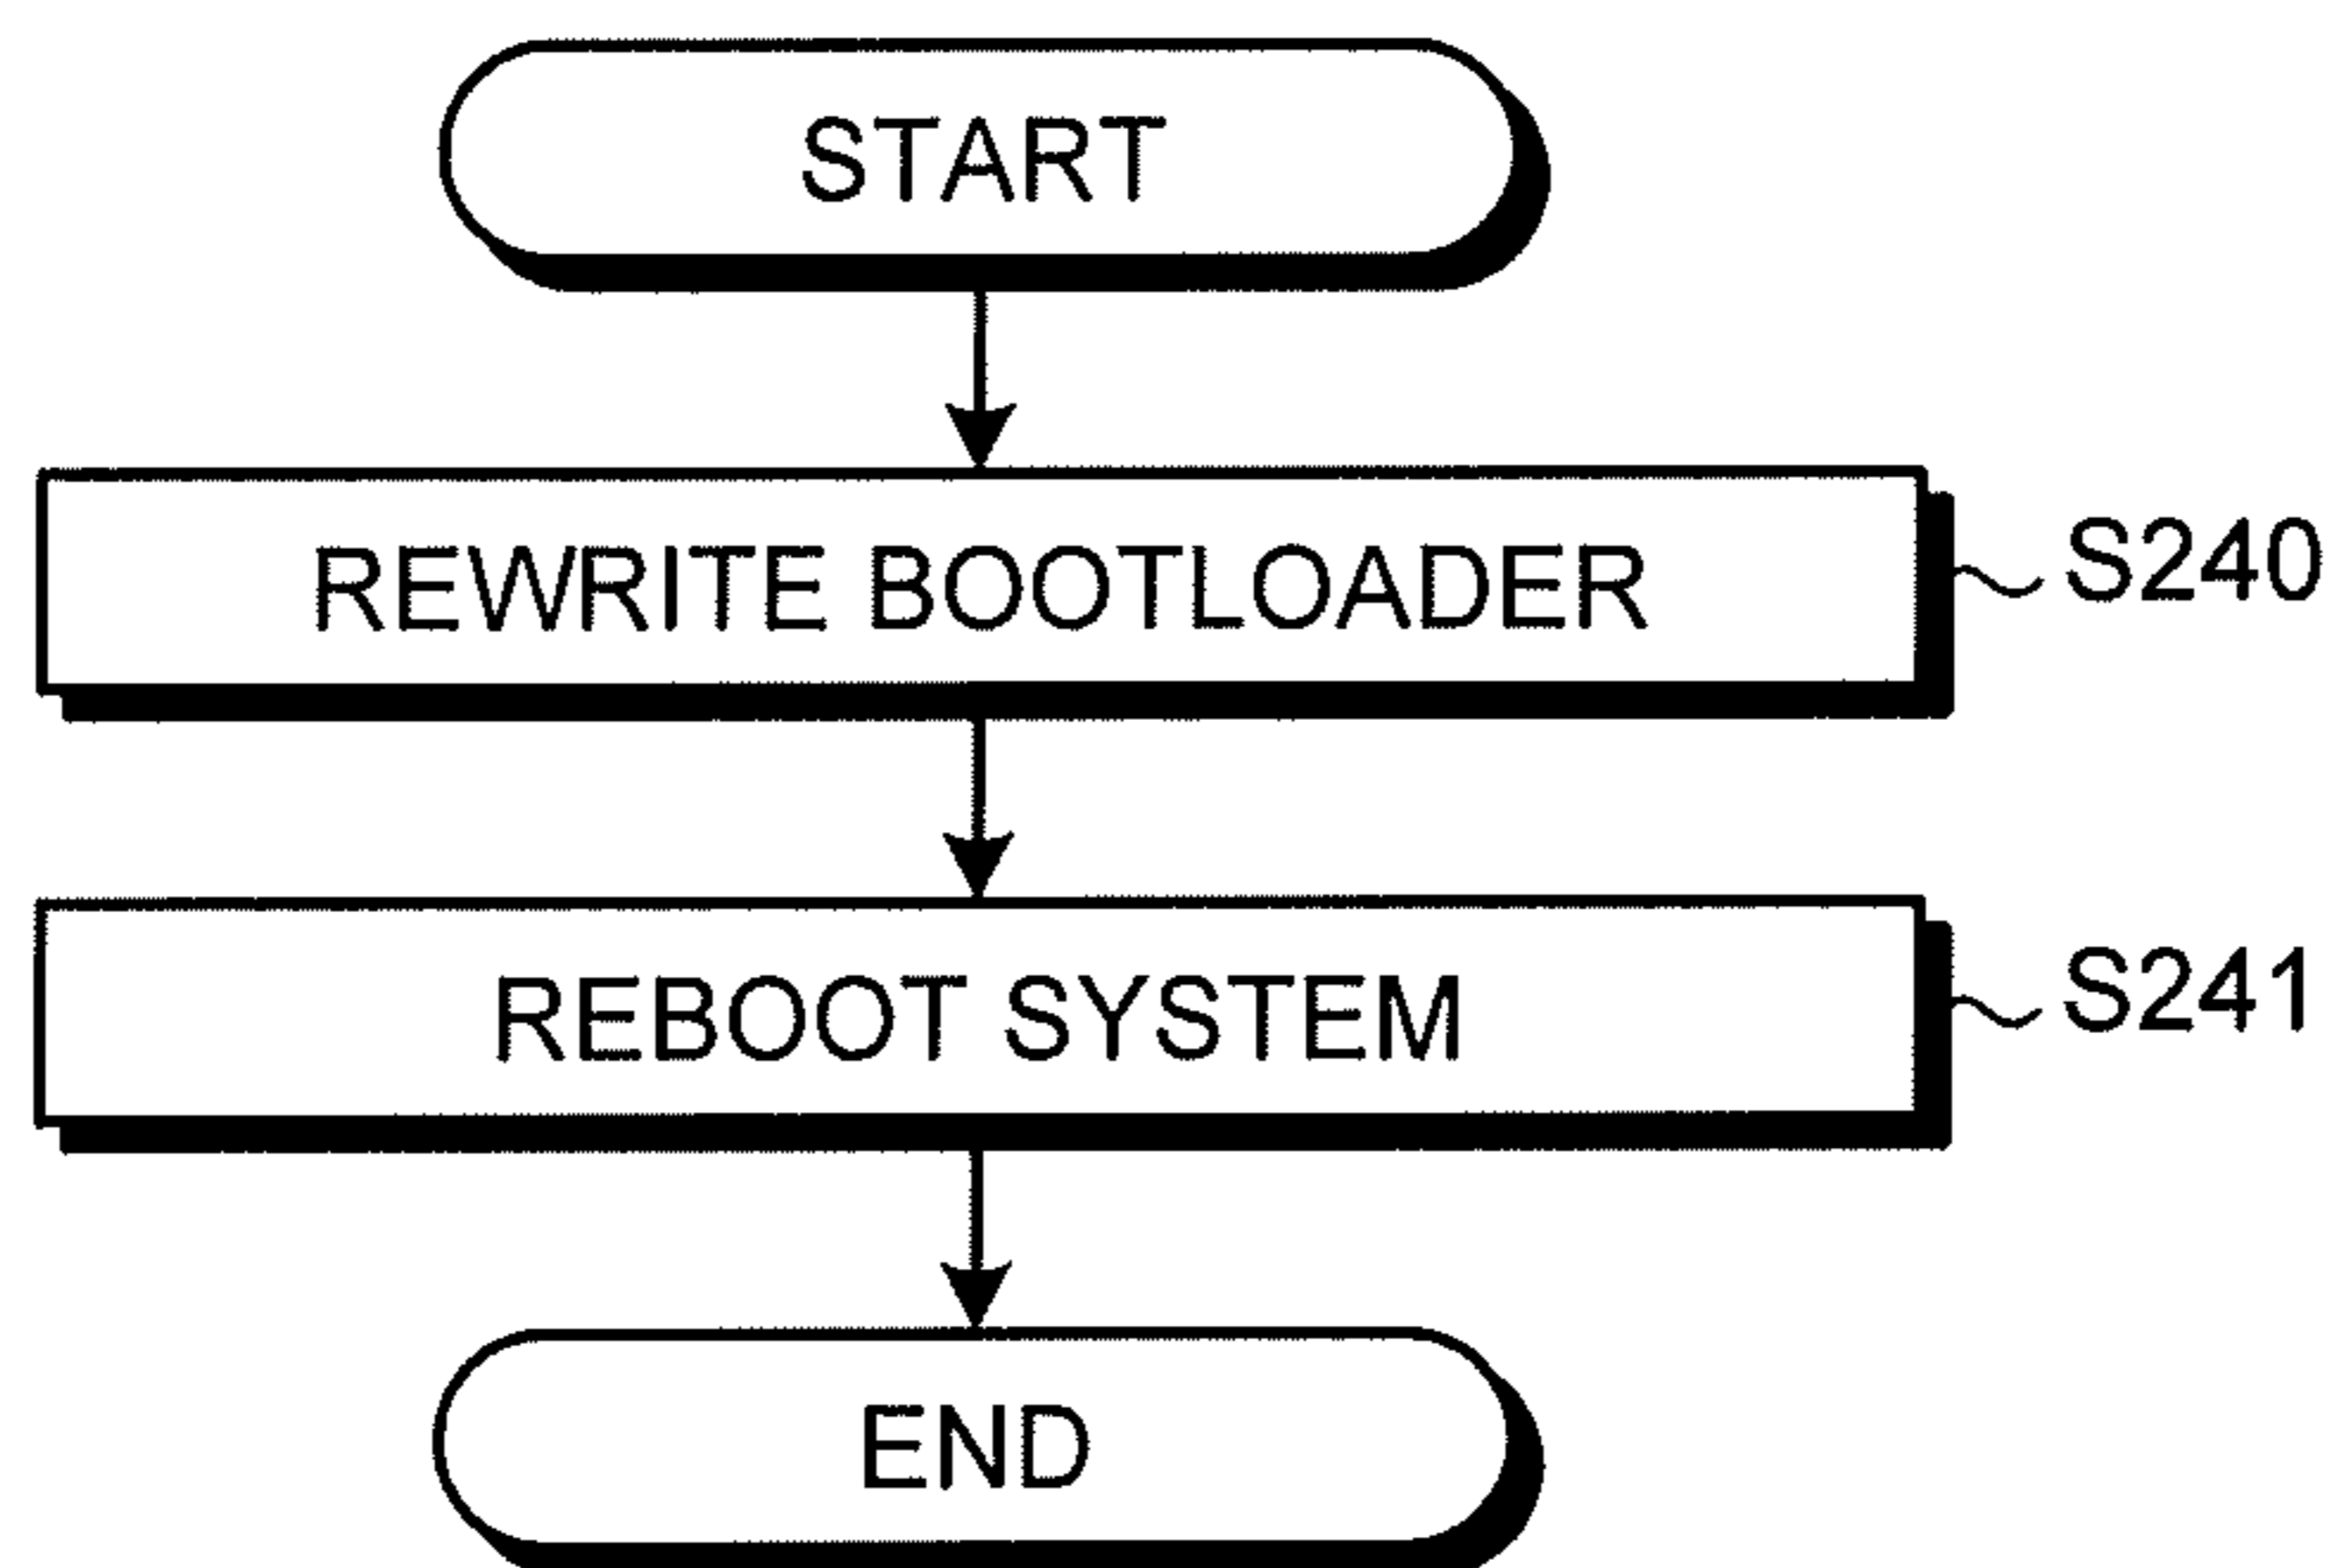 START
REWRITE BOOTLOADER
S240
REBOOT SYSTEM
S241
END